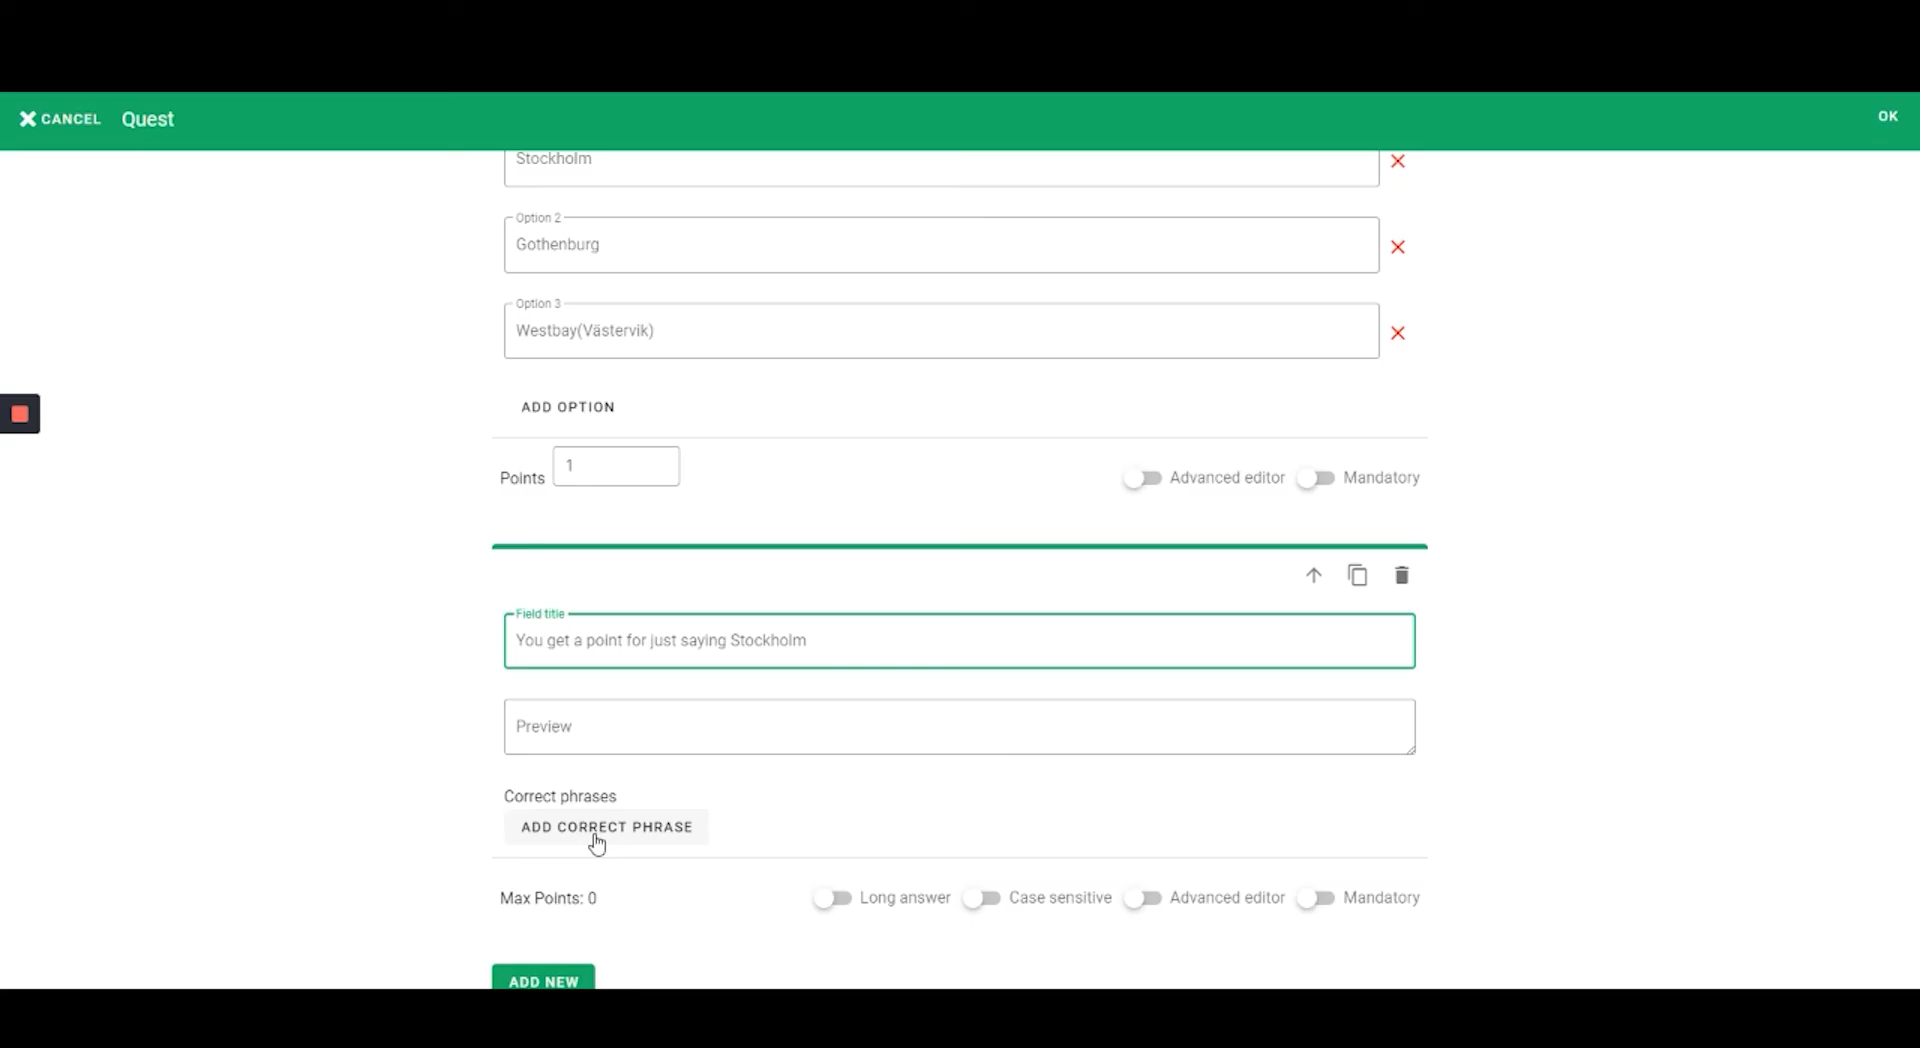 CANCEL Quest OK
Stockholm
Option 2
Gothenburg
Option 3
Westbay(Västervik)
ADD OPTION
Points 1 Advanced editor Mandatory
Field title
You get a point for just saying Stockholm
Preview
Correct phrases
ADD CORRECT PHRASE
Max Points: 0 Long answer Case sensitive Advanced editor Mandatory
ADD NEW